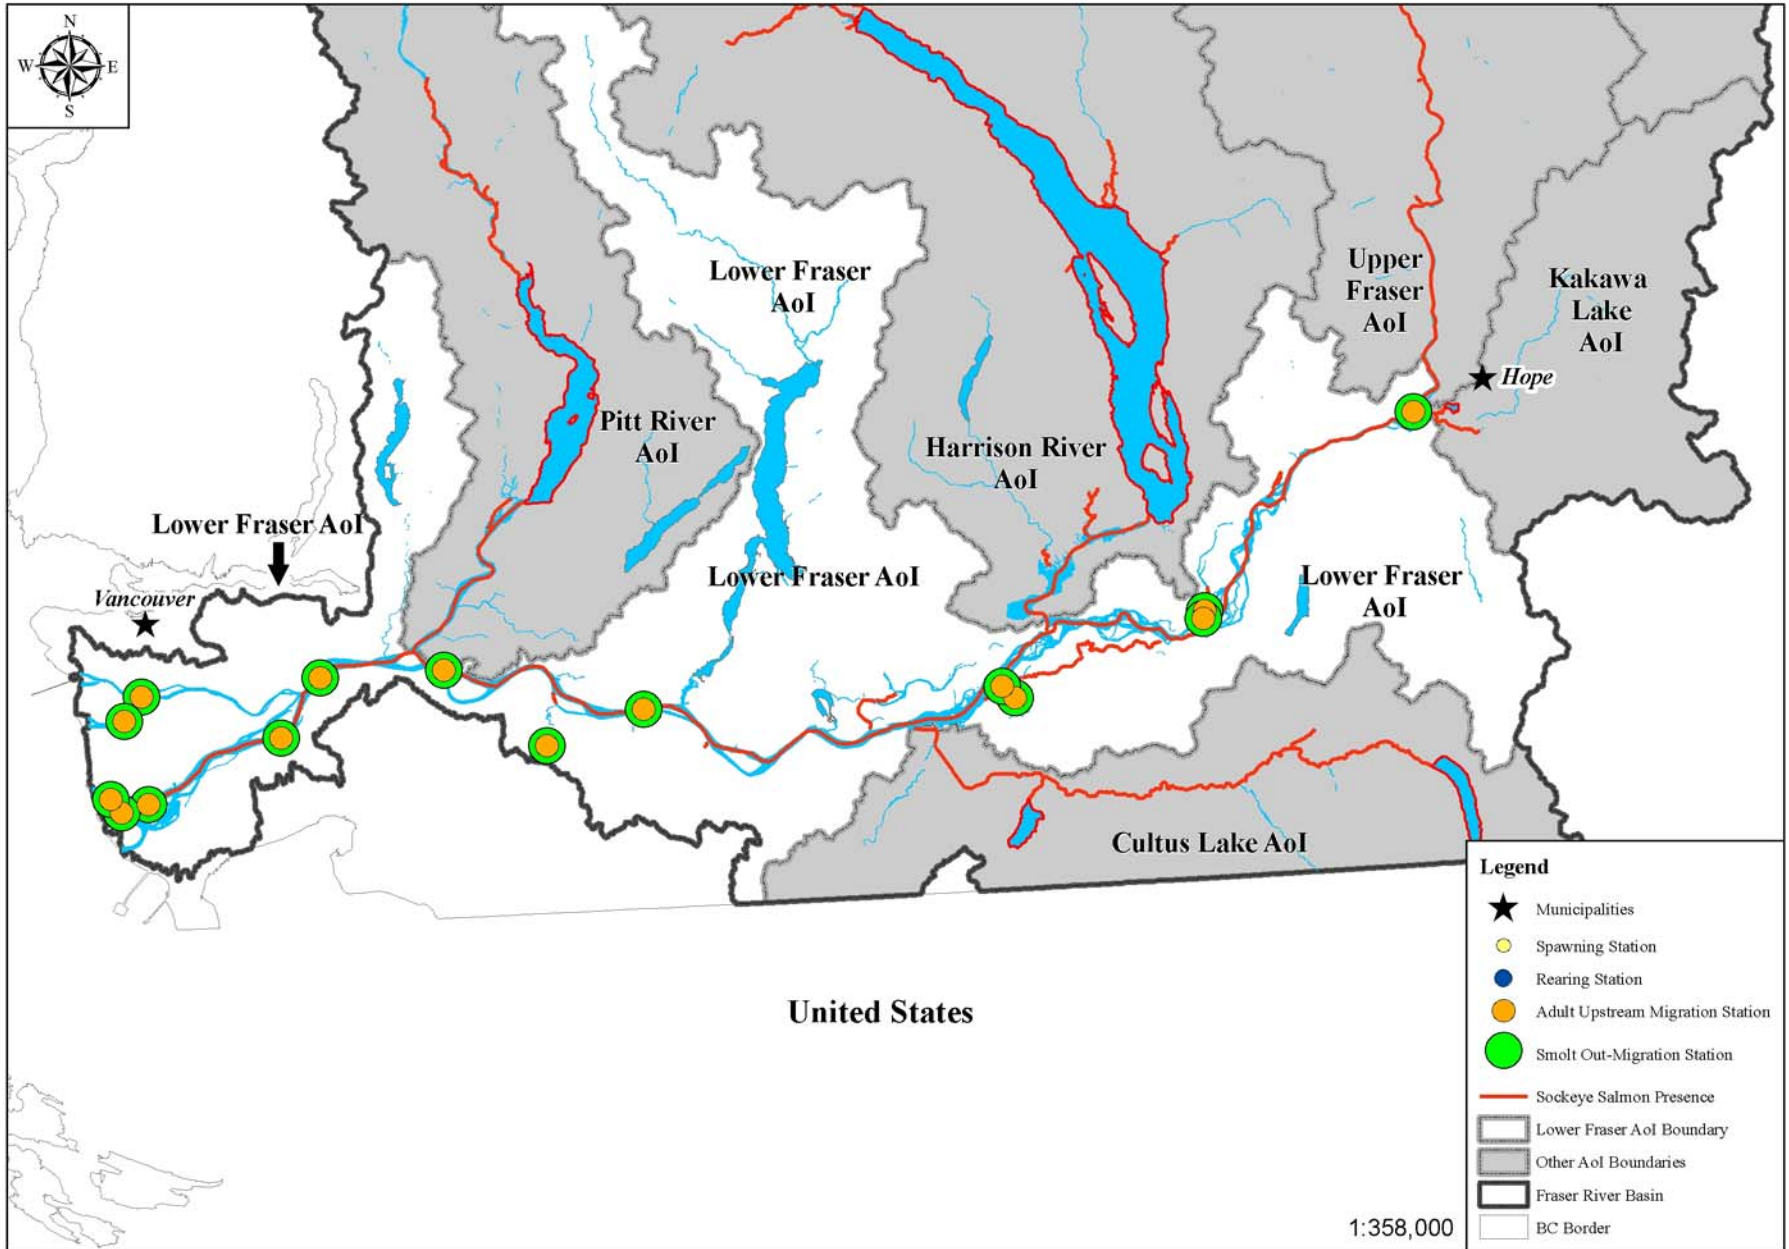 N
W E
S
Lower Fraser
AoI
Upper
Fraser
AoI
Kakawa
Lake
AoI
Hope
Pitt River
AoI
Harrison River
AoI
Lower Fraser AoI
Vancouver
Lower Fraser AoI
Lower Fraser
AoI
Cultus Lake AoI
United States
Legend
Municipalities
Spawning Station
Rearing Station
Adult Upstream Migration Station
Smolt Out-Migration Station
Sockeye Salmon Presence
Lower Fraser AoI Boundary
Other AoI Boundaries
Fraser River Basin
BC Border
1:358,000